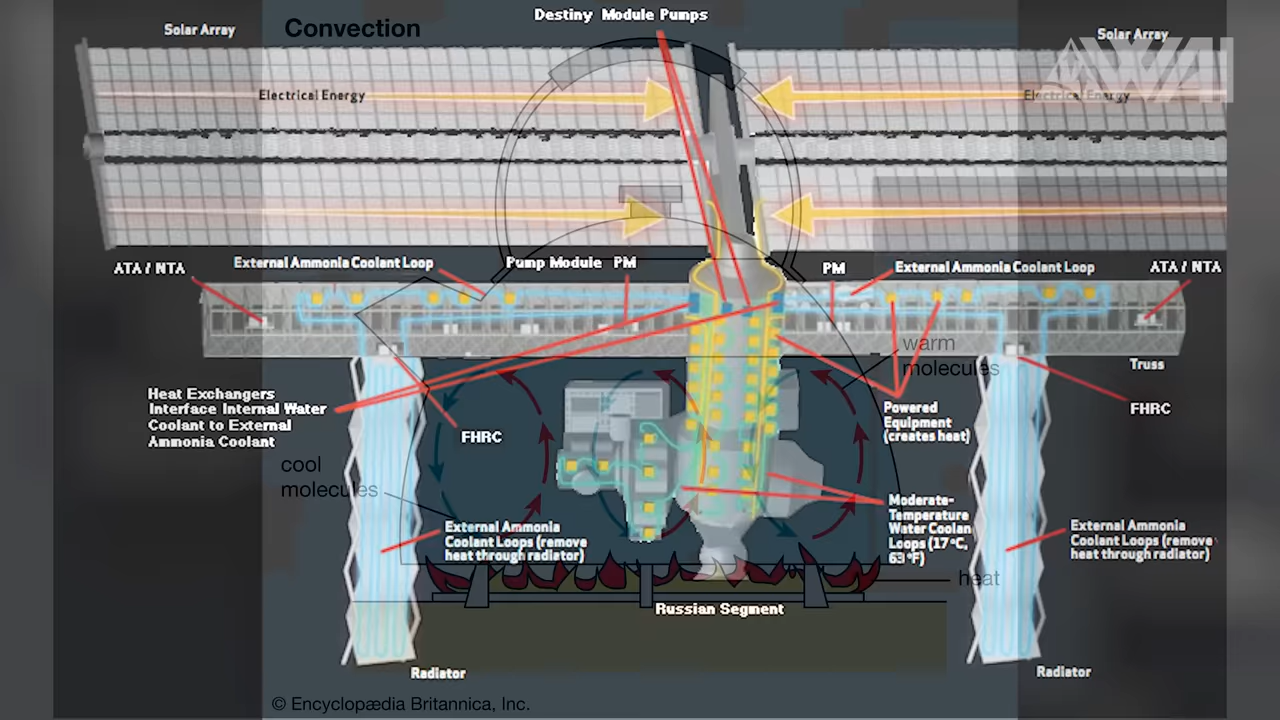 Destiny Module Pumps
Solar Array
Convection
Solar Array
Electrical Energy
Electrical Energy
ATA / NTA
External Ammonia Coolant Loop
Pump Module PM
PM
External Ammonia Coolant Loop
ATA / NTA
warm
molecules
Truss
Heat Exchangers
Interface Internal Water
Coolant to External
Ammonia Coolant
FHRC
Powered
Equipment
(creates heat)
FHRC
cool
molecules
External Ammonia
Coolant Loops (remove
heat through radiator)
Moderate-
Temperature
Water Coolan
Loops (17°C,
63°F)
External Ammonia
Coolant Loops (remove
heat through radiator)
heat
Russian Segment
Radiator
Radiator
© Encyclopædia Britannica, Inc.